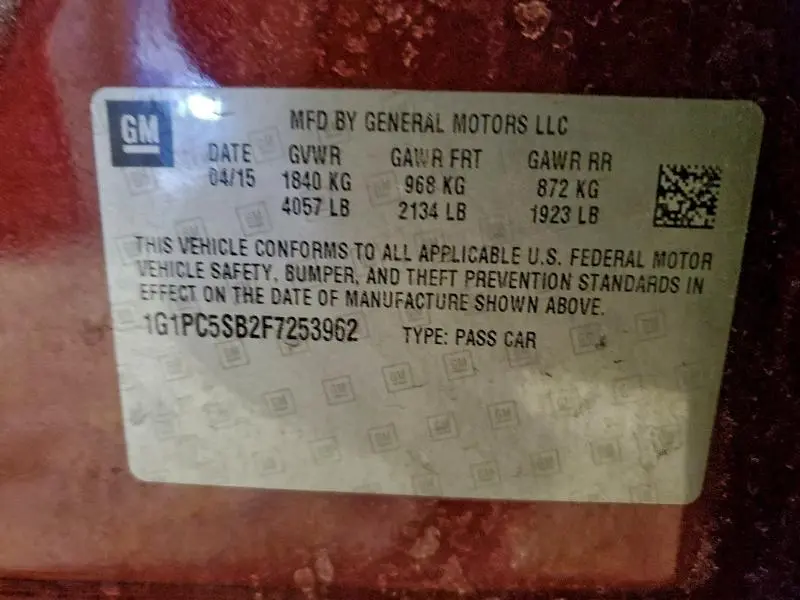 GM
MFD BY GENERAL MOTORS LLC
DATE GVWR GAWR FRT GAWR RR
04/15 1840 KG 968 KG 872 KG
4057 LB 2134 LB 1923 LB
THIS VEHICLE CONFORMS TO ALL APPLICABLE U.S. FEDERAL MOTOR
VEHICLE SAFETY, BUMPER, AND THEFT PREVENTION STANDARDS IN
EFFECT ON THE DATE OF MANUFACTURE SHOWN ABOVE.
1G1PC5SB2F7253962 TYPE: PASS CAR